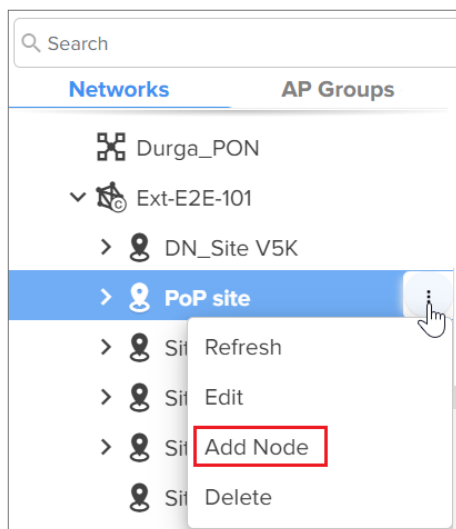 Search
Networks AP Groups
Durga_PON
Ext-E2E-101
DN_Site V5K
PoP site
Refresh
Edit
Add Node
Delete